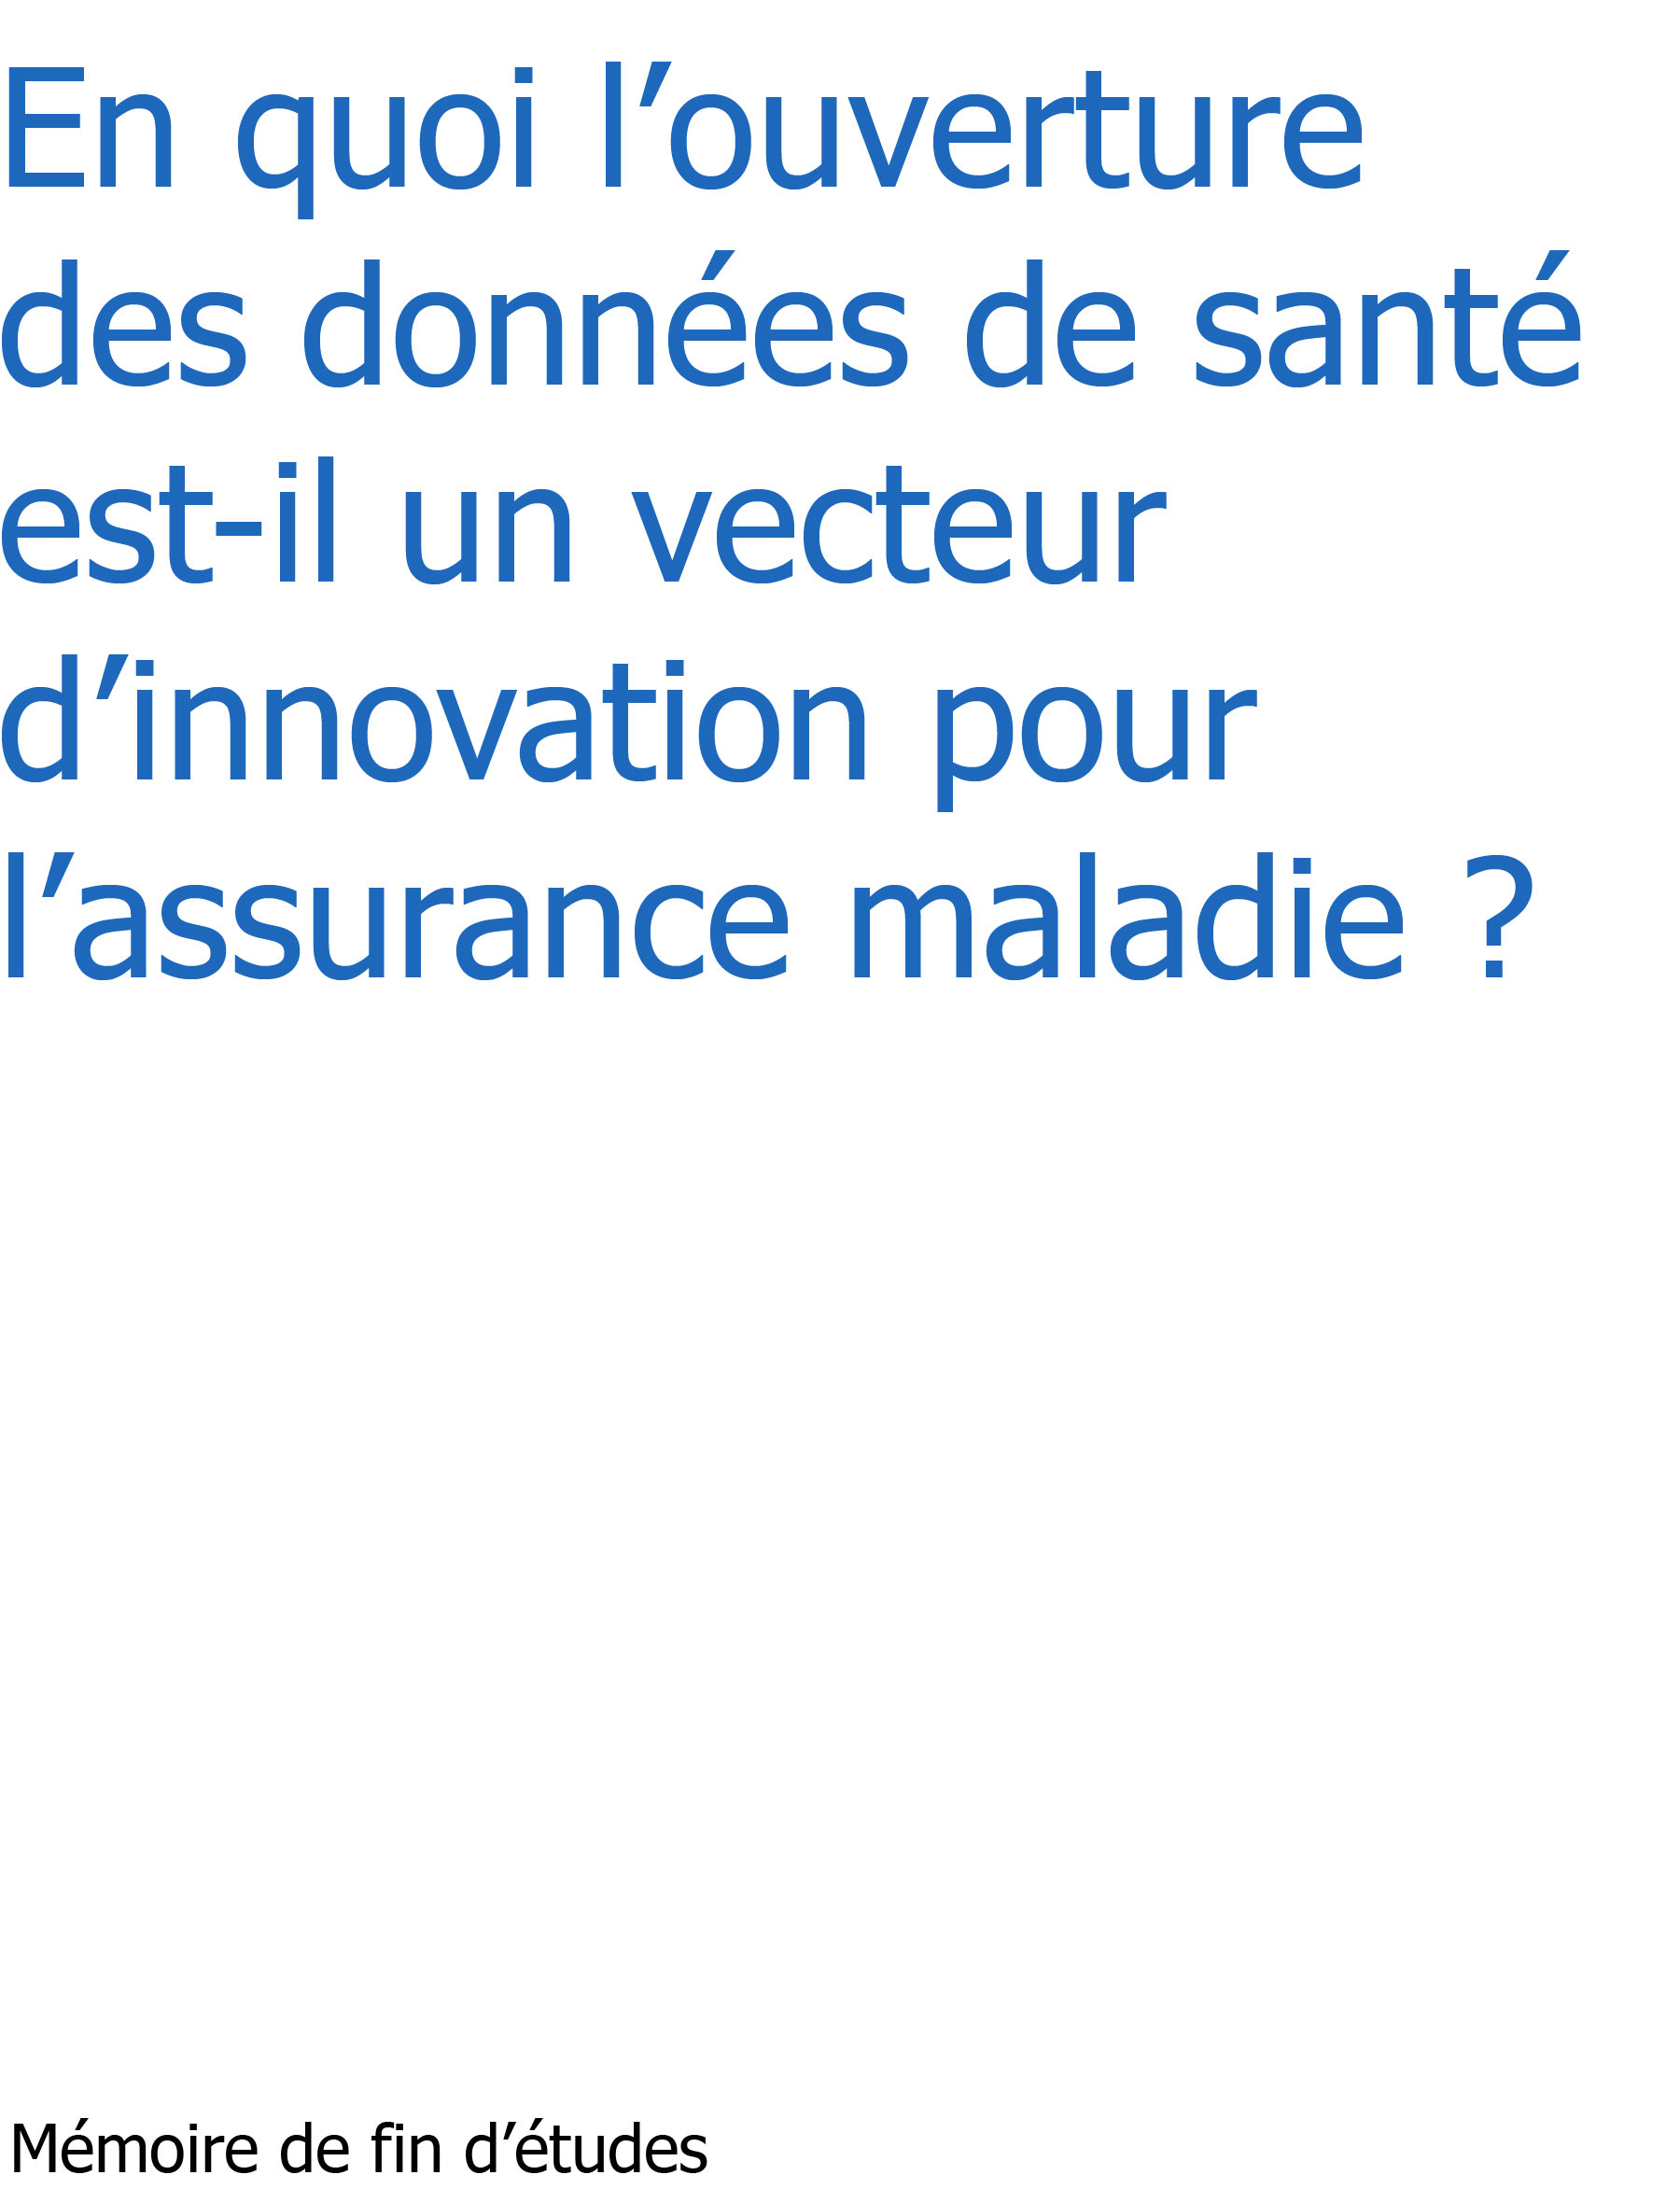 En quoi l’ouverture
des données de santé
est-il un vecteur
d’innovation pour
l’assurance maladie ?
Mémoire de fin d’études